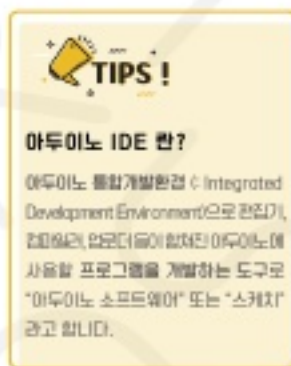 TIPS !
아두이노 IDE 란?
아두이노 통합개발환경 ( Integrated
Development Environment)으로 편집기,
컴파일러, 업로더 등이 합쳐진 아두이노에
사용할 프로그램을 개발하는 도구로
"아두이노 소프트웨어" 또는 "스케치"
라고 합니다.